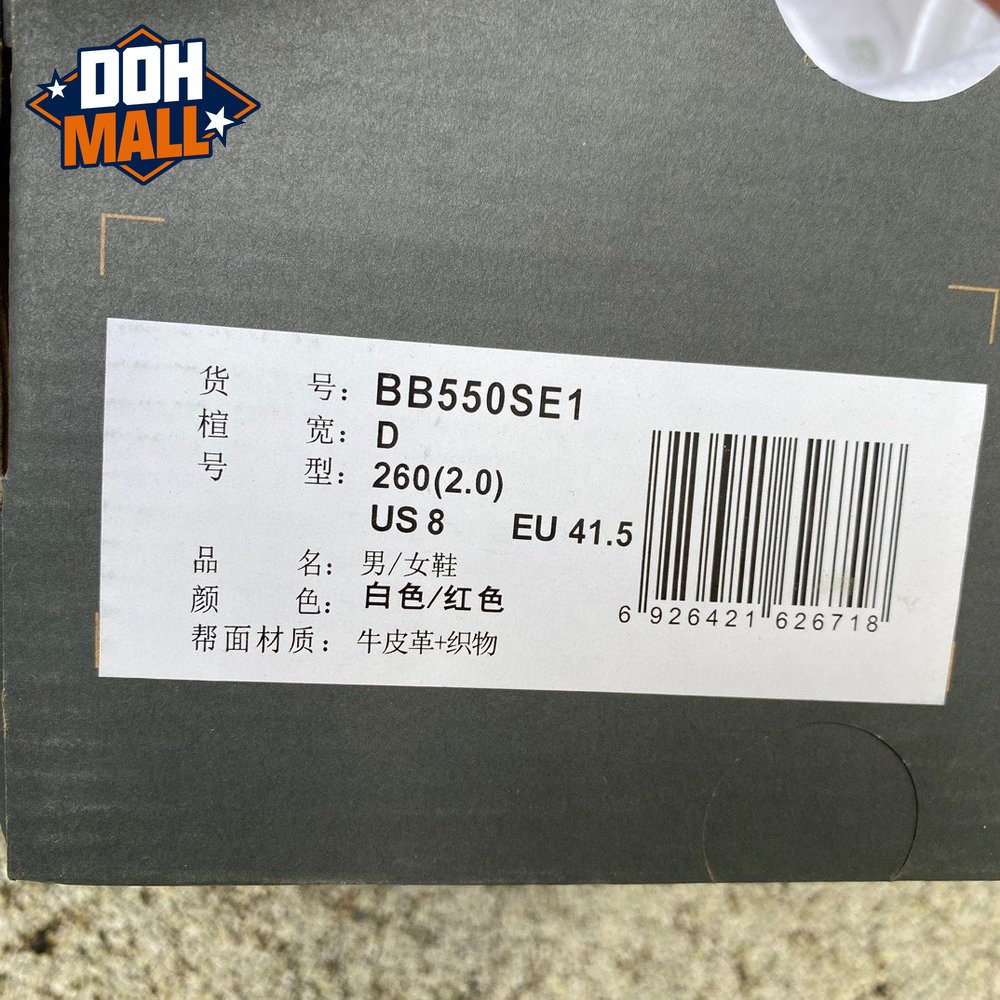 DOH
MALL
货 号: BB550SE1
楦 宽: D
号 型: 260(2.0)
US 8 EU 41.5
品 名: 男/女鞋
颜 色: 白色/红色
帮面材质: 牛皮革+织物
6 926421 626718